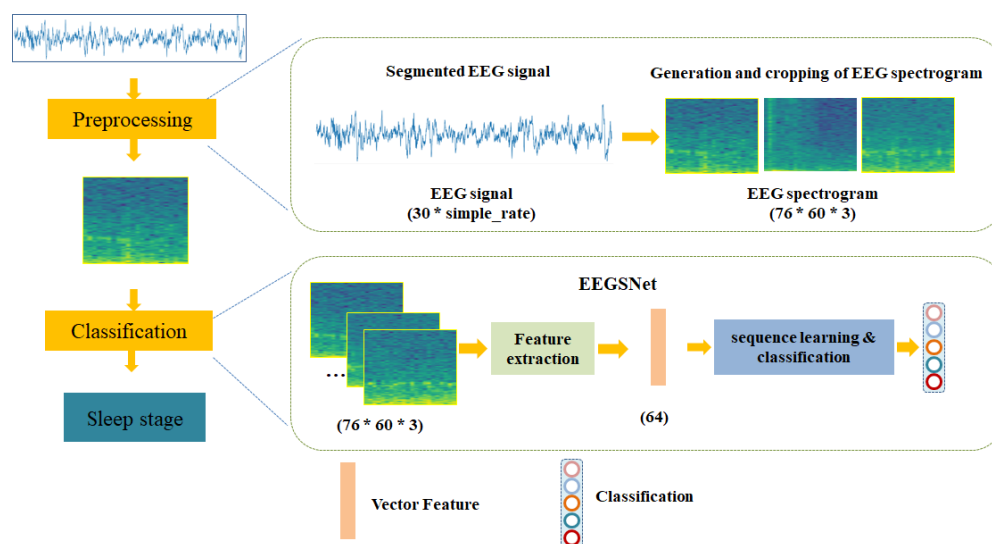 Preprocessing
Classification
Sleep stage
Segmented EEG signal
Generation and cropping of EEG spectrogram
EEG signal
(30 * simple_rate)
EEG spectrogram
(76 * 60 * 3)
EEGSNet
...
(76 * 60 * 3)
Feature
extraction
(64)
sequence learning &
classification
Vector Feature
Classification